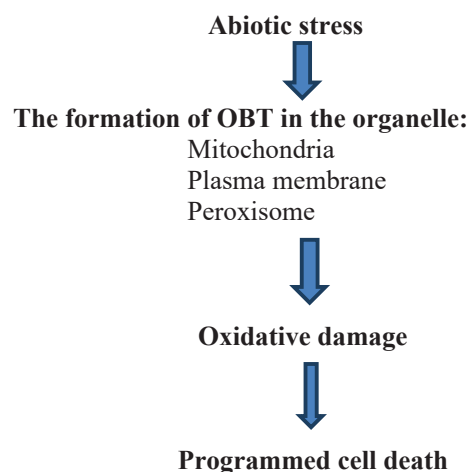 Abiotic stress
The formation of OBT in the organelle:
Mitochondria
Plasma membrane
Peroxisome
Oxidative damage
Programmed cell death